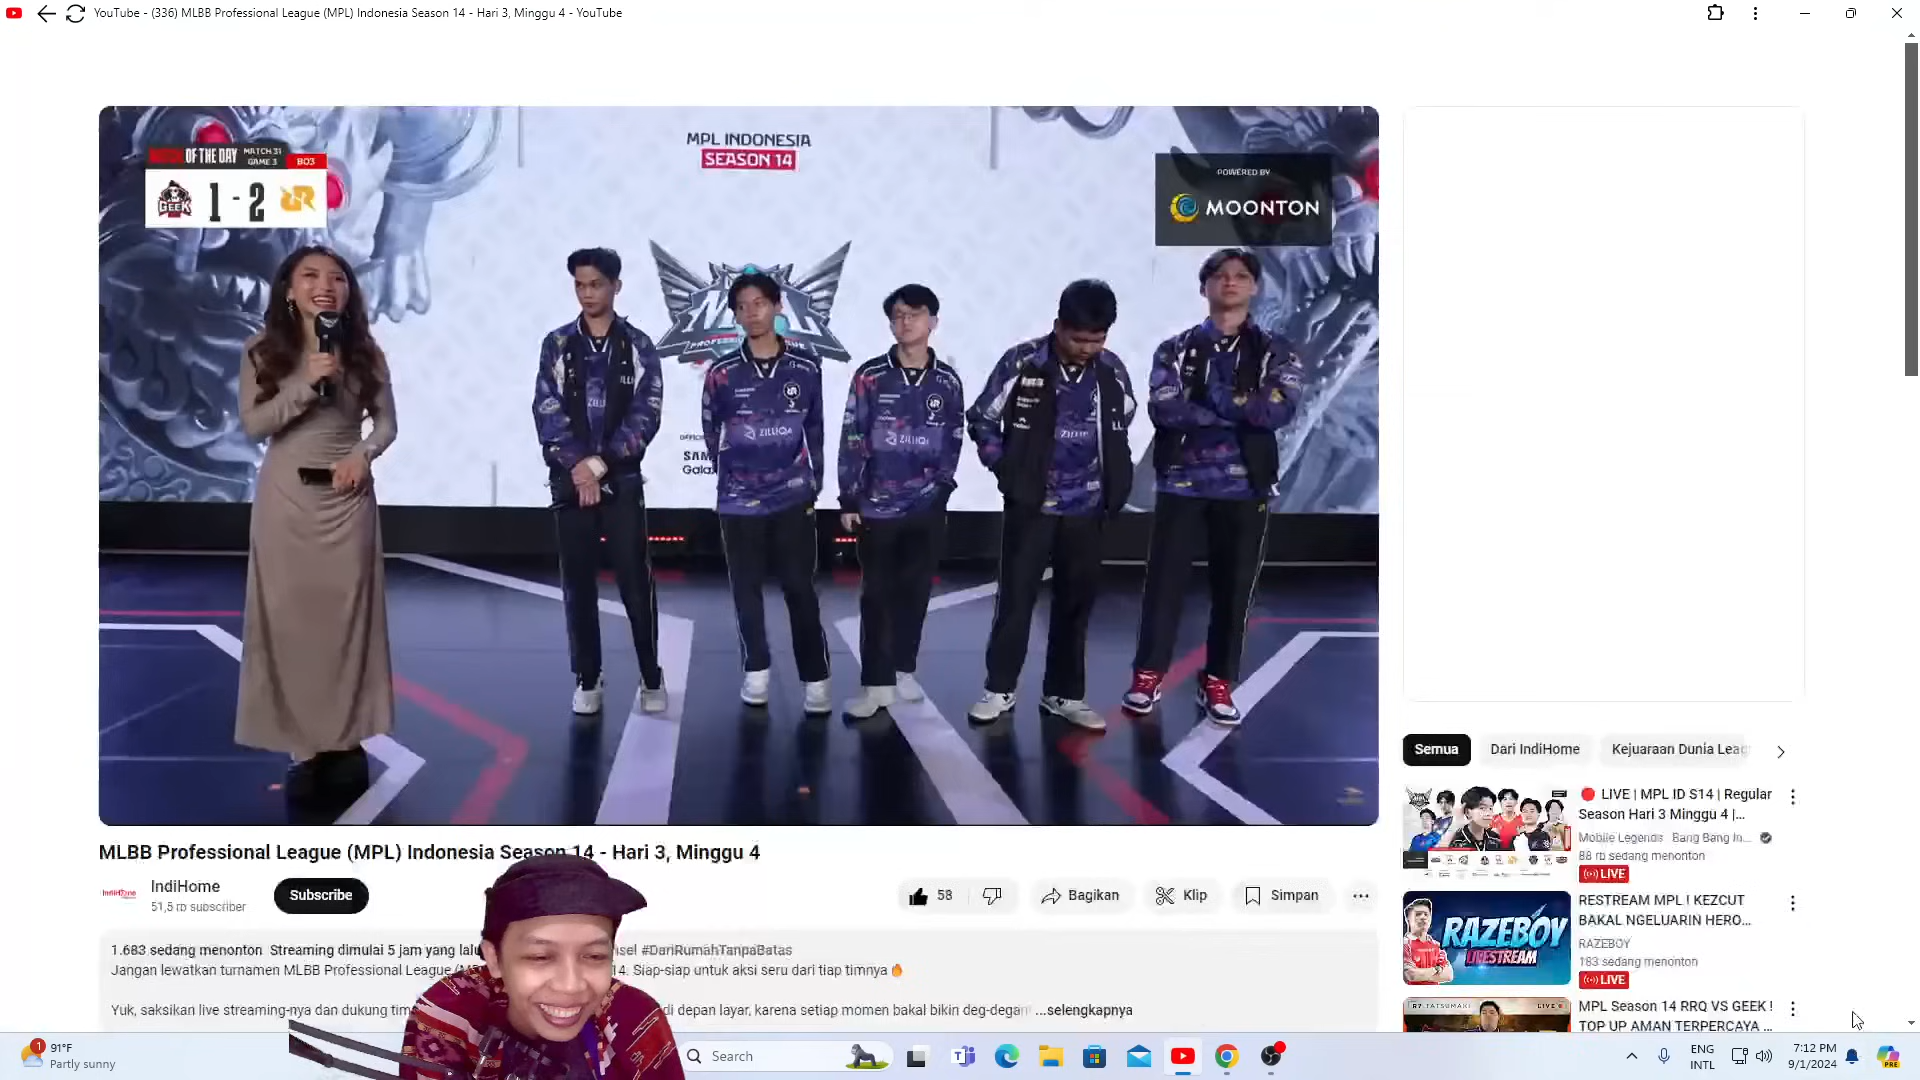 YouTube - (336) MLBB Professional League (MPL) Indonesia Season 14 - Hari 3, Minggu 4 - YouTube
OF THE DAY
MATCH 31
GAME 3
BO3
GEEK
1 - 2
MPL INDONESIA
SEASON 14
POWERED BY
MOONTON
ZILLIQA
ZILLIQA
Semua
Dari IndiHome
Kejuaraan Dunia Leag
LIVE | MPL ID S14 | Regular
Season Hari 3 Minggu 4 |...
Mobile Legends: Bang Bang In...
88 rb sedang menonton
LIVE
RESTREAM MPL ! KEZCUT
BAKAL NGELUARIN HERO...
RAZEBOY
LIVESTREAM
RAZEBOY
183 sedang menonton
LIVE
MPL Season 14 RRQ VS GEEK !
TOP UP AMAN TERPERCAYA ...
MLBB Professional League (MPL) Indonesia Season 14 - Hari 3, Minggu 4
IndiHome
IndiHome
51,5 rb subscriber
Subscribe
58
Bagikan
Klip
Simpan
1.683 sedang menonton Streaming dimulai 5 jam yang lalu
sel #DariRumahTanpaBatas
Jangan lewatkan turnamen MLBB Professional League
14. Siap-siap untuk aksi seru dari tiap timnya 🔥
Yuk, saksikan live streaming-nya dan dukung
di depan layar, karena setiap momen bakal bikin deg-degan
...selengkapnya
1
91°F
Partly sunny
Search
ENG
INTL
7:12 PM
9/1/2024
PRE